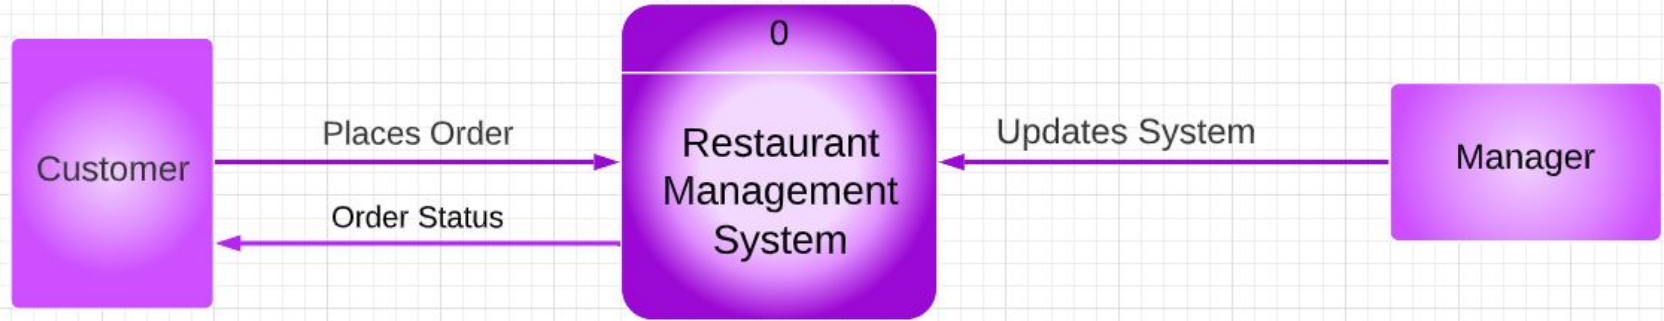 0
Customer
Places Order
Order Status
Restaurant
Management
System
Updates System
Manager